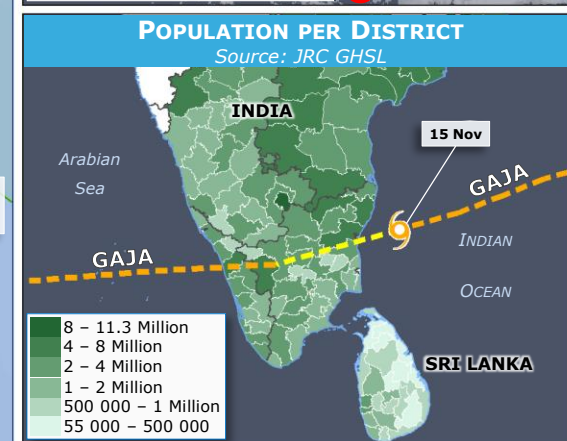 POPULATION PER DISTRICT
Source: JRC GHSL
INDIA
15 Nov
Arabian
Sea
GAJA
INDIAN
OCEAN
GAJA
8 – 11.3 Million
4 – 8 Million
2 – 4 Million
1 – 2 Million
500 000 – 1 Million
55 000 – 500 000
SRI LANKA